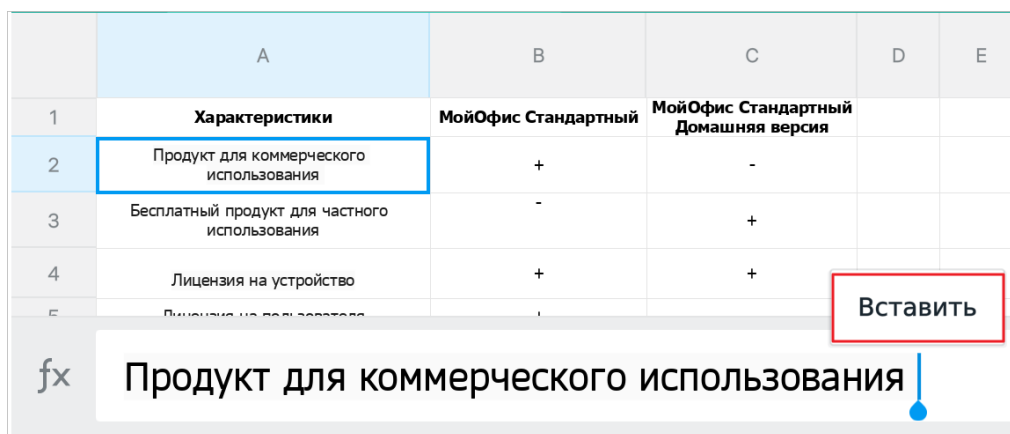 A B C D E
1 Характеристики МойОфис Стандартный МойОфис Стандартный
Домашняя версия
2 Продукт для коммерческого
использования + -
3 Бесплатный продукт для частного
использования - +
4 Лицензия на устройство + +
Вставить
fx Продукт для коммерческого использования